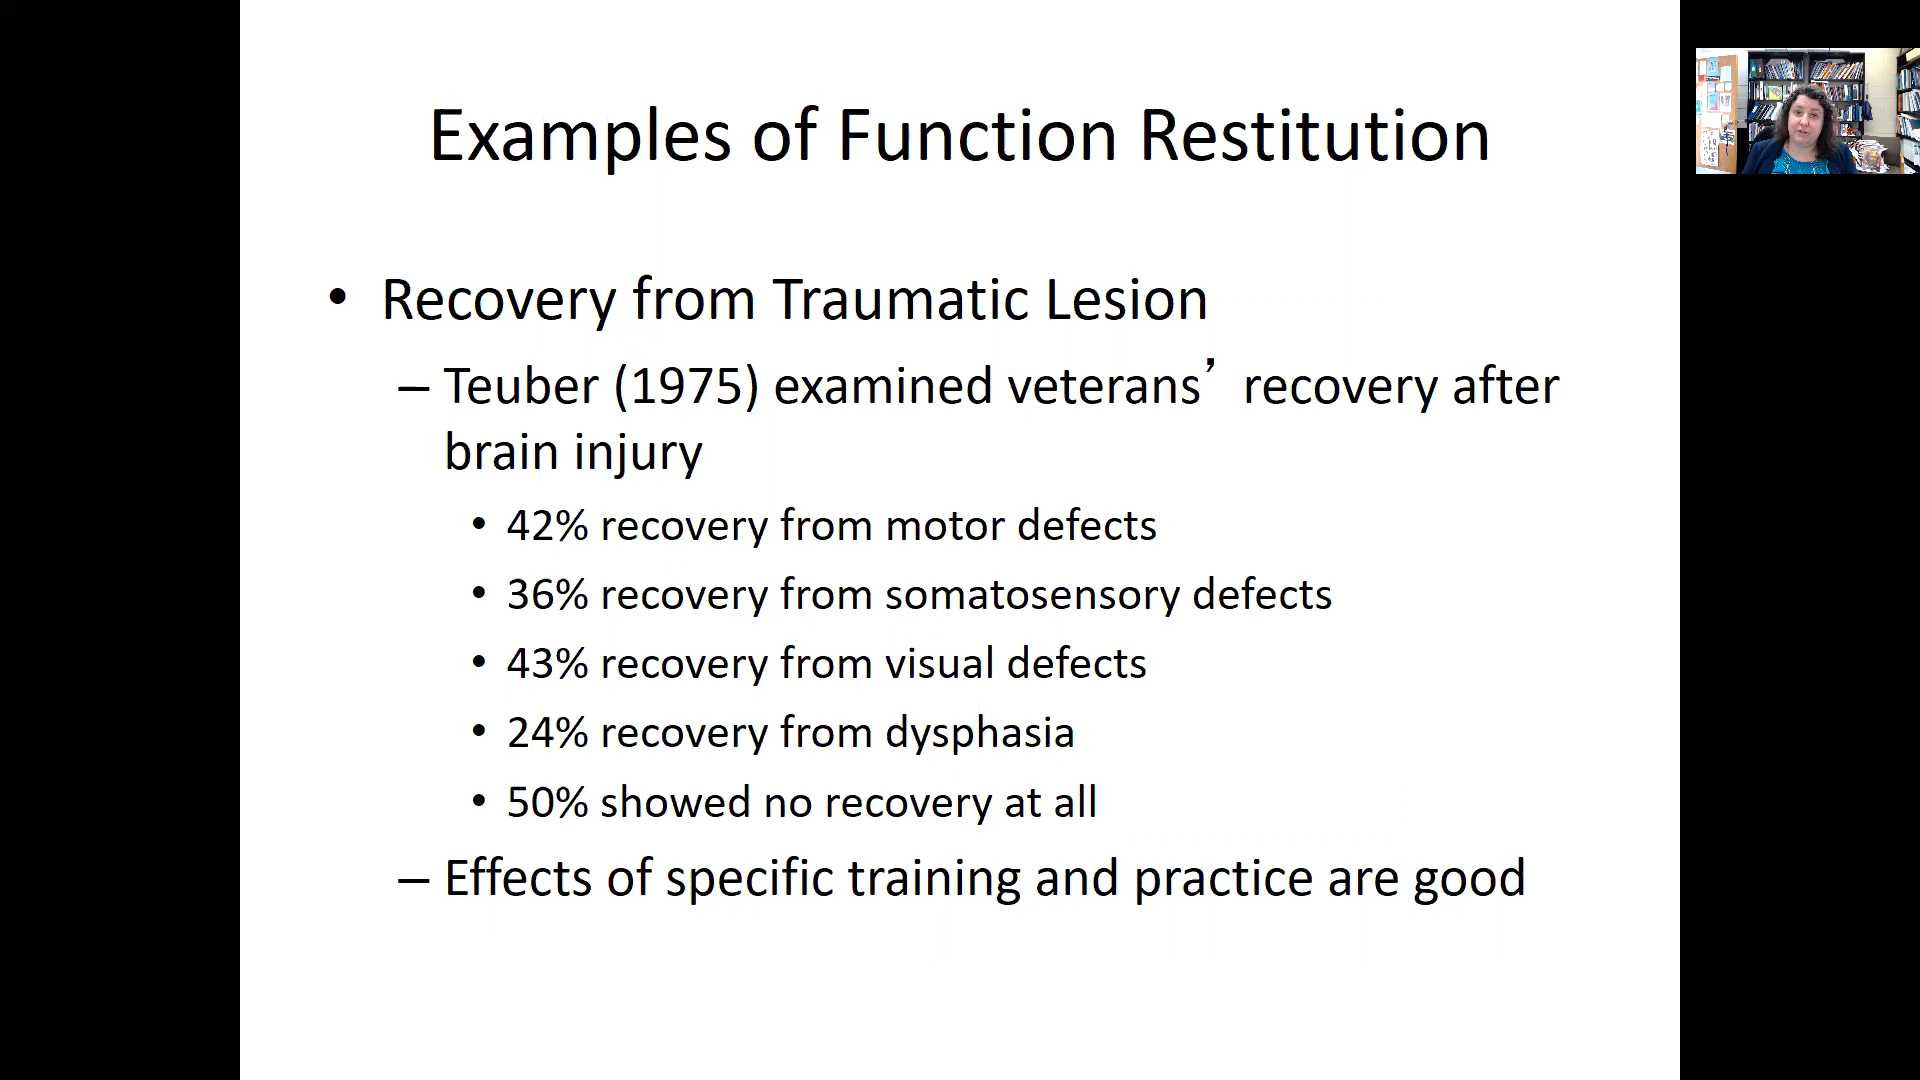 Examples of Function Restitution
• Recovery from Traumatic Lesion
– Teuber (1975) examined veterans’ recovery after
brain injury
• 42% recovery from motor defects
• 36% recovery from somatosensory defects
• 43% recovery from visual defects
• 24% recovery from dysphasia
• 50% showed no recovery at all
– Effects of specific training and practice are good